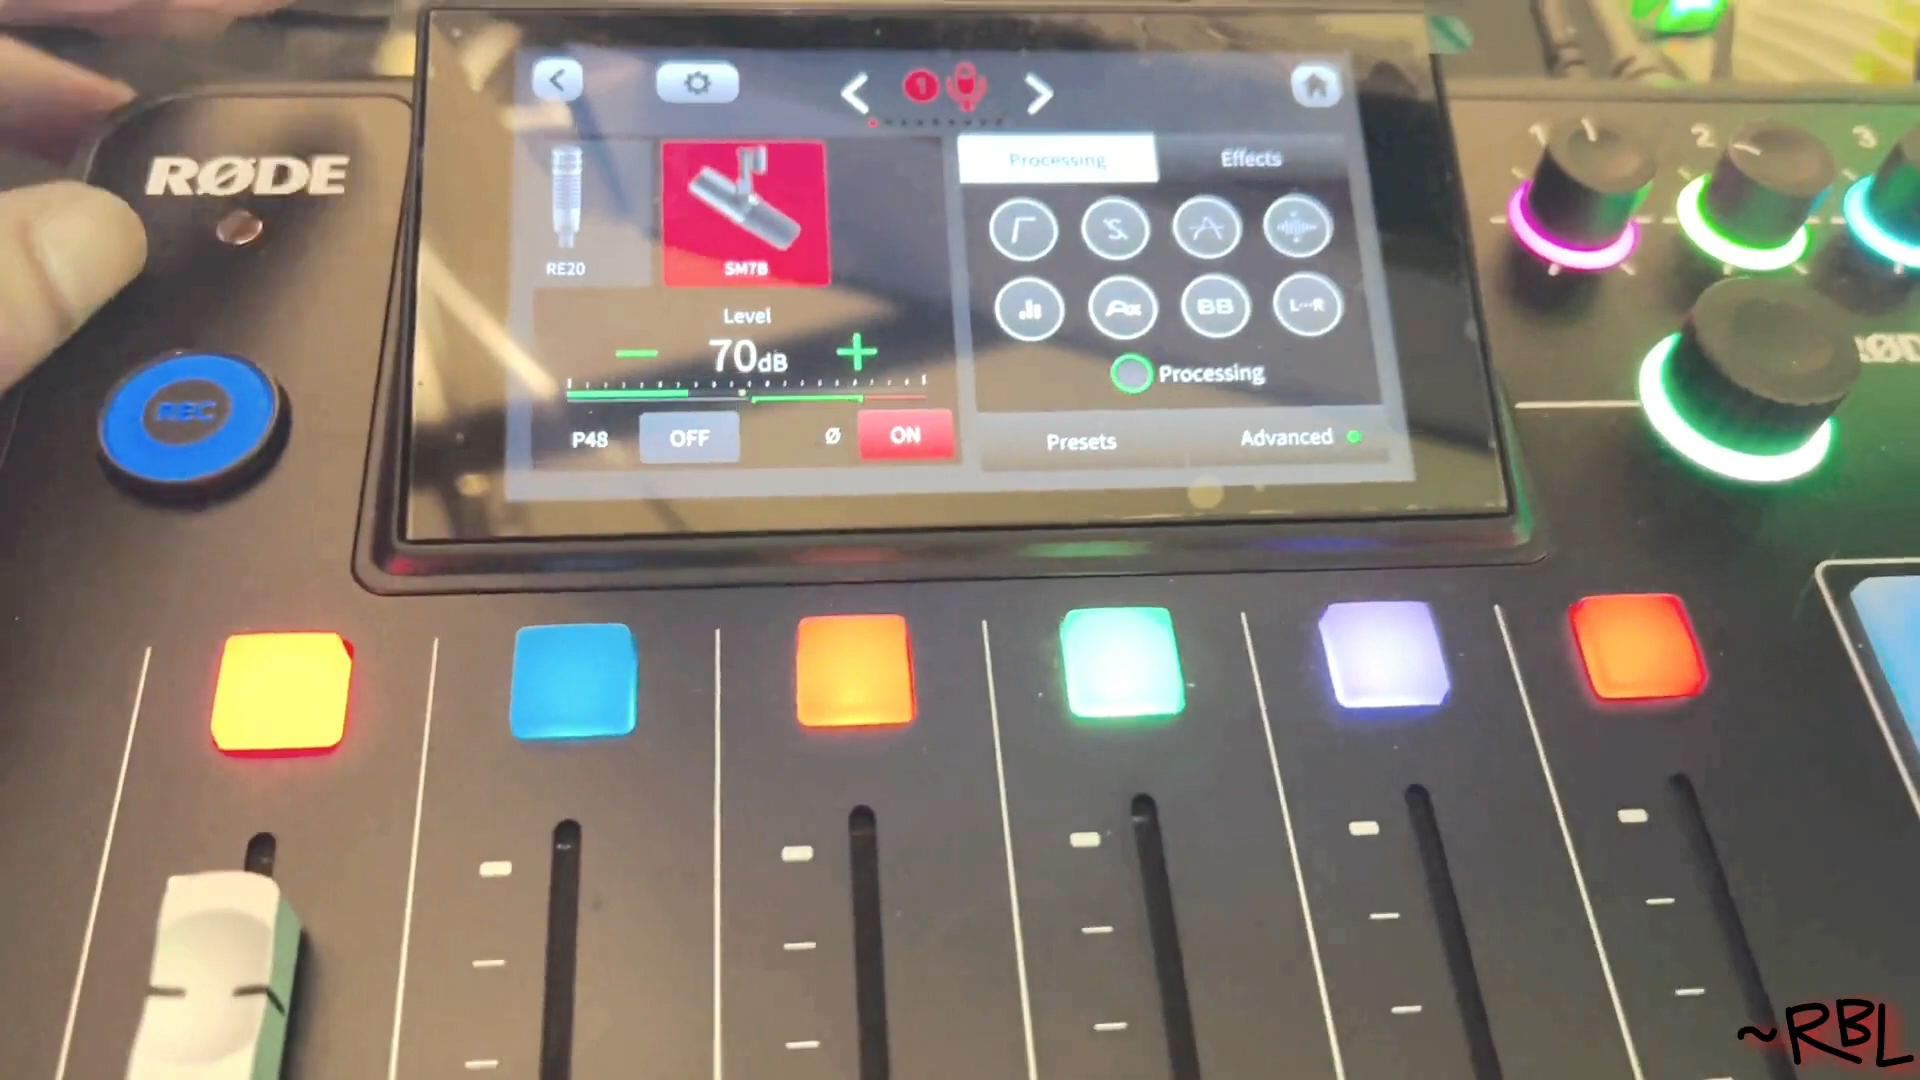 RØDE
1
Processing
Effects
RE20
SM7B
Level
70dB
BB
L···R
Processing
P48
OFF
Ø
ON
Presets
Advanced
REC
1
2
3
~RBL